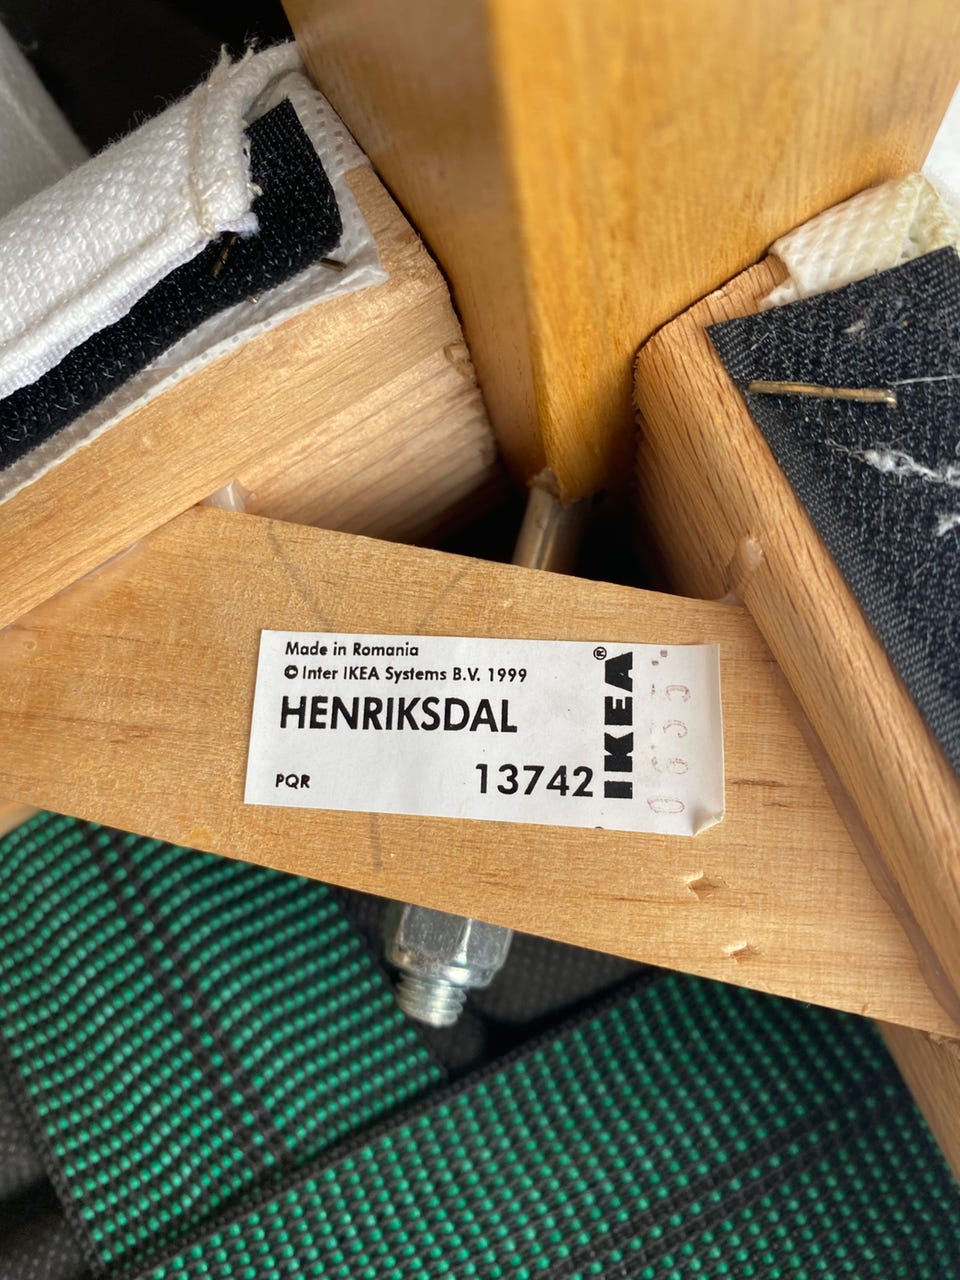 Made in Romania
© Inter IKEA Systems B.V. 1999
HENRIKSDAL
PQR
13742
IKEA®